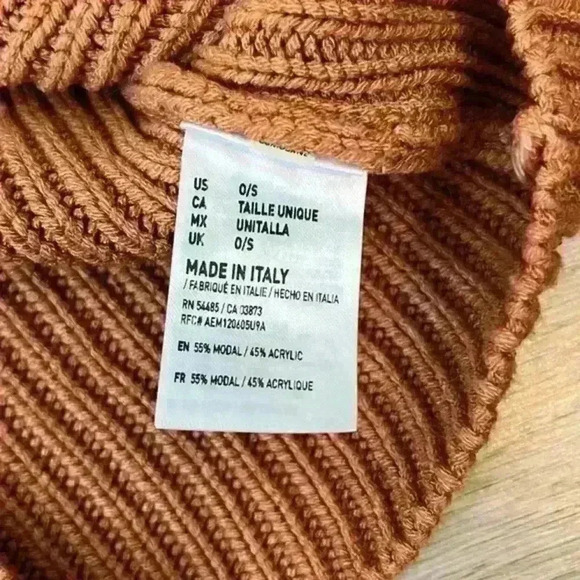 US O/S
CA TAILLE UNIQUE
MX UNITALLA
UK O/S
MADE IN ITALY
/ FABRIQUÉ EN ITALIE / HECHO EN ITALIA
RN 54485 / CA 03873
RFC# AEM120605U9A
EN 55% MODAL / 45% ACRYLIC
FR 55% MODAL / 45% ACRYLIQUE